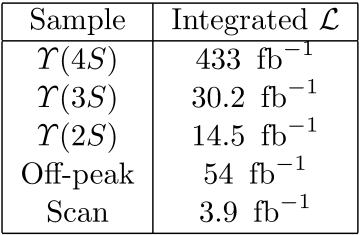 Sample Integrated ℒ
ϒ(4S) 433 fb⁻¹
ϒ(3S) 30.2 fb⁻¹
ϒ(2S) 14.5 fb⁻¹
Off-peak 54 fb⁻¹
Scan 3.9 fb⁻¹